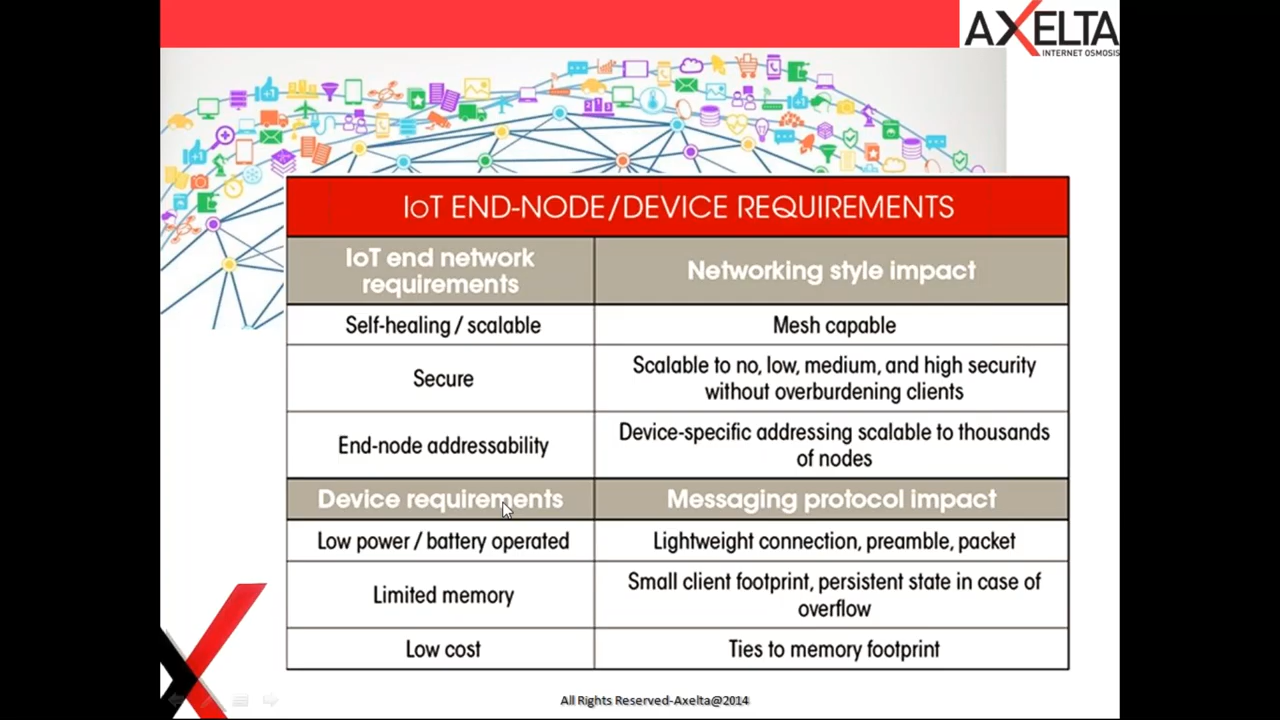 AXELTA
INTERNET OSMOSIS
IoT END-NODE/DEVICE REQUIREMENTS
IoT end network
requirements
Networking style impact
Self-healing / scalable
Mesh capable
Secure
Scalable to no, low, medium, and high security
without overburdening clients
End-node addressability
Device-specific addressing scalable to thousands
of nodes
Device requirements
Messaging protocol impact
Low power / battery operated
Lightweight connection, preamble, packet
Limited memory
Small client footprint, persistent state in case of
overflow
Low cost
Ties to memory footprint
All Rights Reserved-Axelta@2014